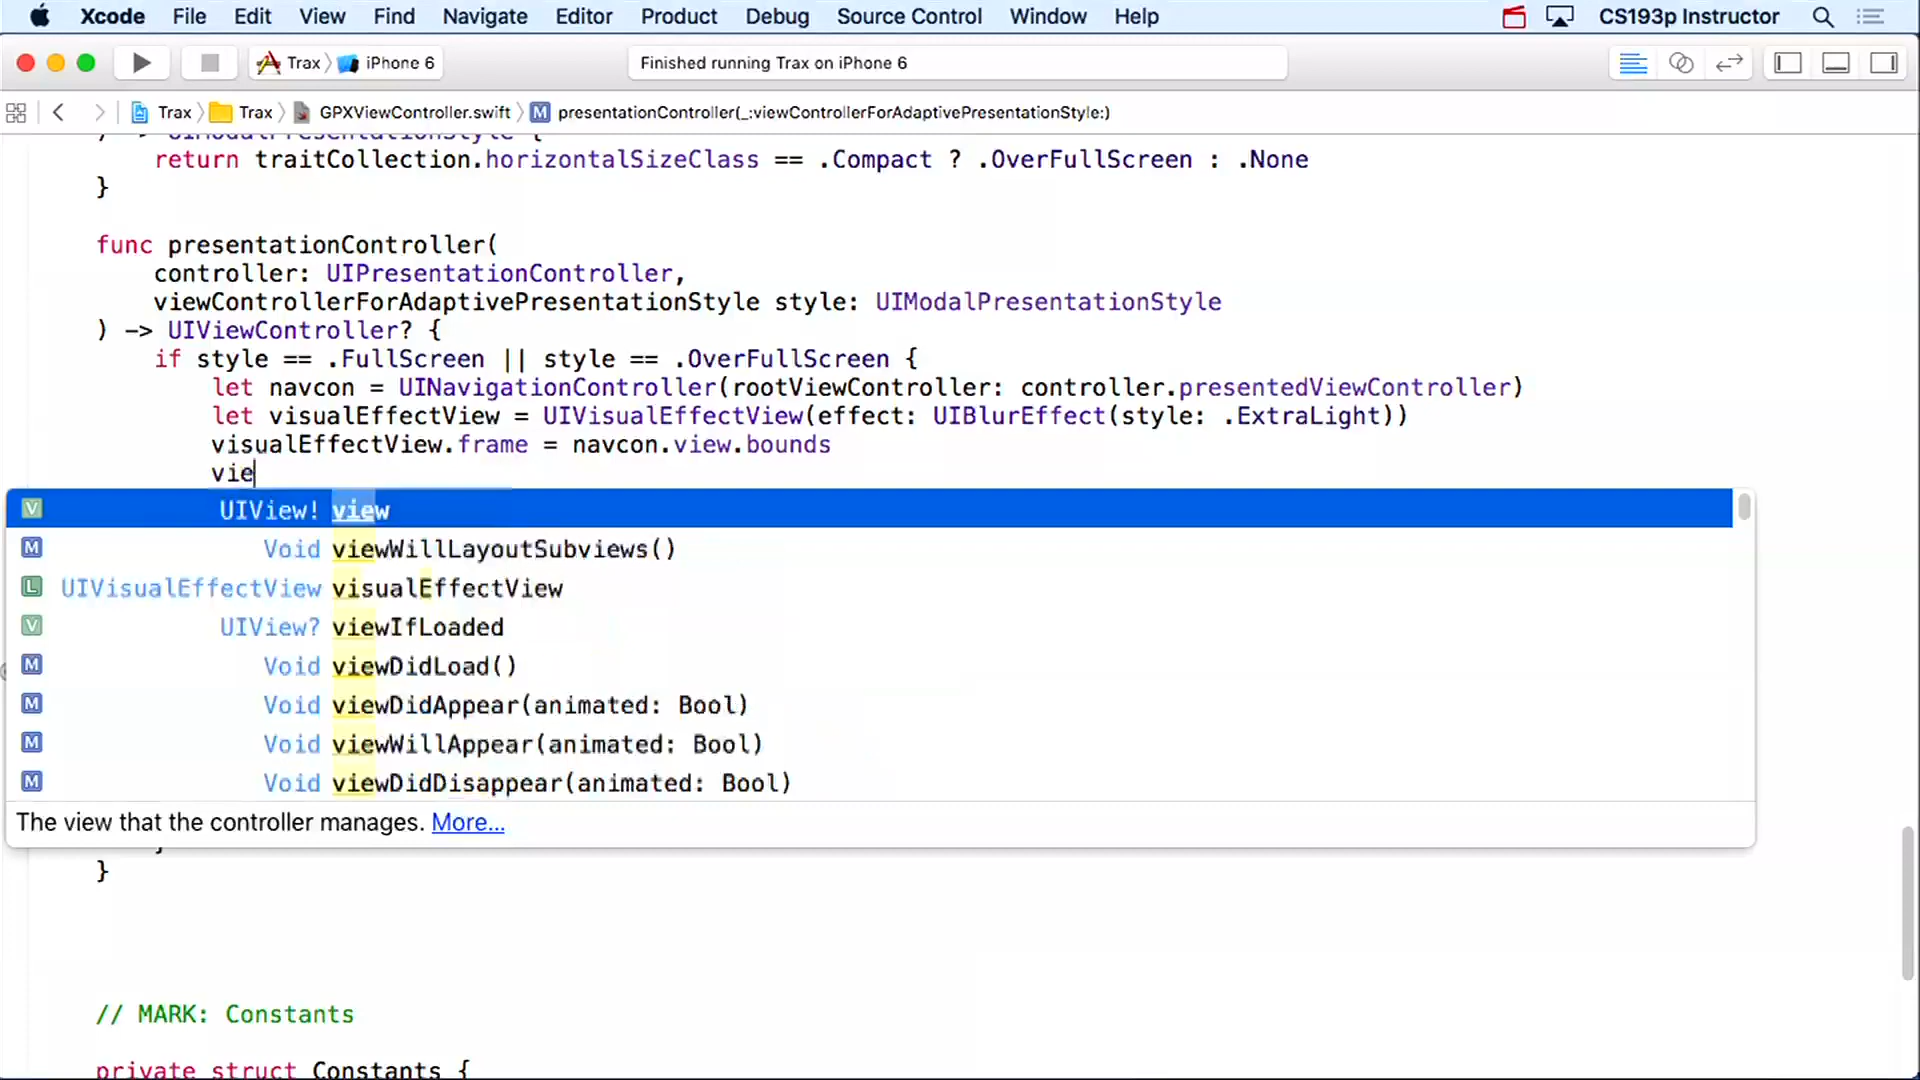 Xcode File Edit View Find Navigate Editor Product Debug Source Control Window Help CS193p Instructor
Trax iPhone 6 Finished running Trax on iPhone 6
Trax Trax GPXViewController.swift M presentationController(_:viewControllerForAdaptivePresentationStyle:)
) -> UIModalPresentationStyle {
return traitCollection.horizontalSizeClass == .Compact ? .OverFullScreen : .None
}
func presentationController(
controller: UIPresentationController,
viewControllerForAdaptivePresentationStyle style: UIModalPresentationStyle
) -> UIViewController? {
if style == .FullScreen || style == .OverFullScreen {
let navcon = UINavigationController(rootViewController: controller.presentedViewController)
let visualEffectView = UIVisualEffectView(effect: UIBlurEffect(style: .ExtraLight))
visualEffectView.frame = navcon.view.bounds
vie
V UIView! view
M Void viewWillLayoutSubviews()
L UIVisualEffectView visualEffectView
V UIView? viewIfLoaded
M Void viewDidLoad()
M Void viewDidAppear(animated: Bool)
M Void viewWillAppear(animated: Bool)
M Void viewDidDisappear(animated: Bool)
The view that the controller manages. More...
}
}
// MARK: Constants
private struct Constants {